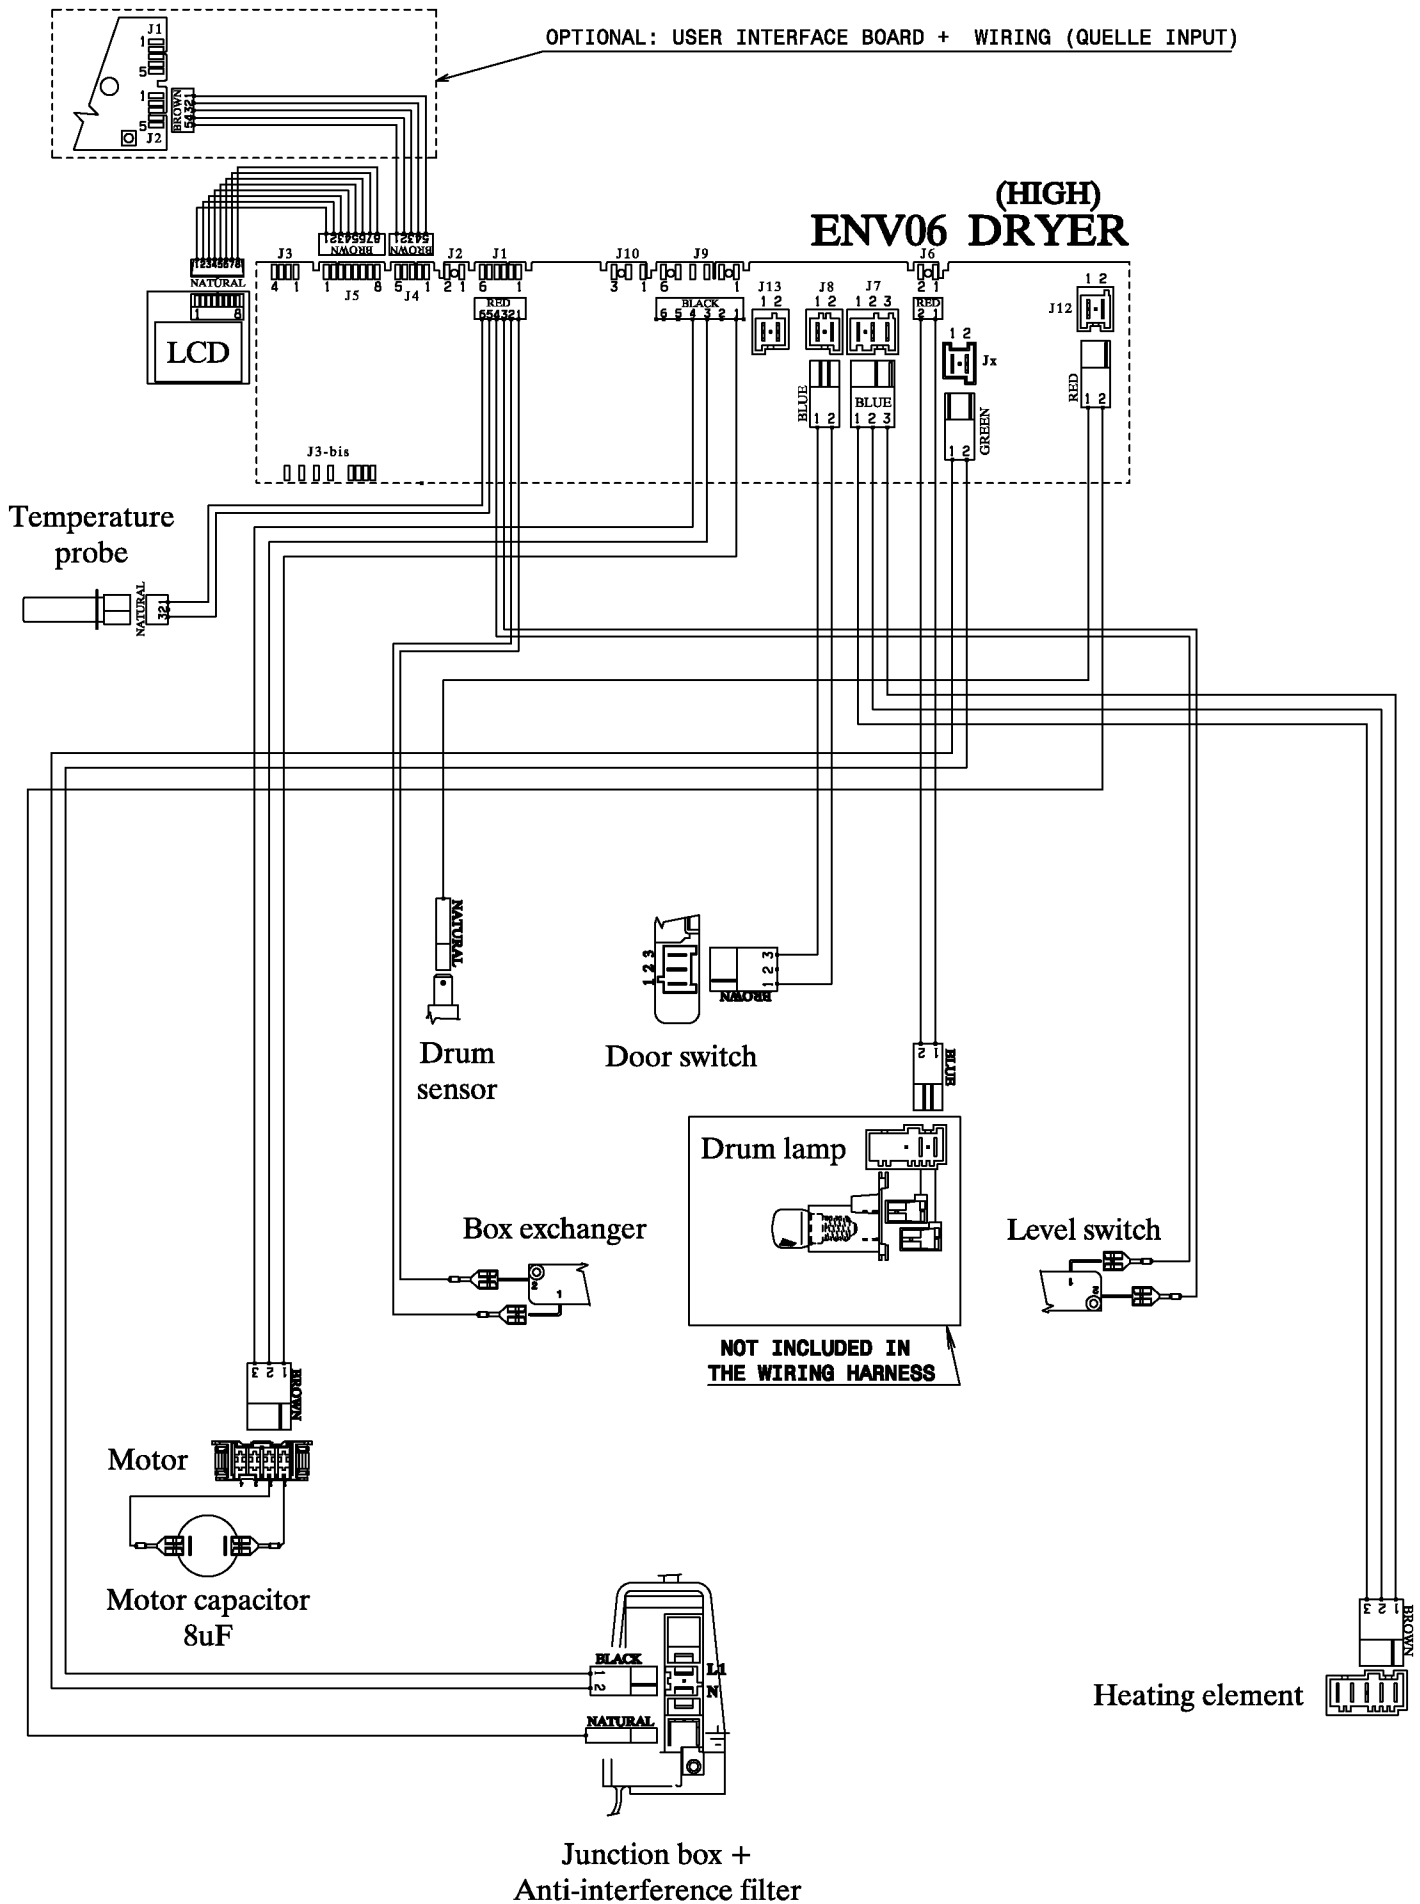 OPTIONAL: USER INTERFACE BOARD + WIRING (QUELLE INPUT)
J1
1
5
1
5
J2
BROWN
54321
(HIGH)
ENV06 DRYER
BROWN
BROWN
54321
12345678
NATURAL
1 8
LCD
J3
4 1
J5
1 8
J4
5 1
J2
2 1
J1
6 1
RED
654321
J10
3 1
J9
6 1
BLACK
6 5 4 3 2 1
J13
1 2
J8
1 2
J7
1 2 3
J6
2 1
RED
2 1
J12
1 2
Jx
1 2
BLUE
1 2
BLUE
1 2 3
GREEN
1 2
RED
1 2
J3-bis
Temperature
probe
NATURAL
321
NATURAL
Drum
sensor
1 2 3
BROWN
1 2 3
Door switch
2 1
BLUE
Drum lamp
NOT INCLUDED IN
THE WIRING HARNESS
Box exchanger
2
1
Level switch
1
2
3 2 1
BROWN
Motor
Motor capacitor
8uF
BLACK
1
2
L1
N
NATURAL
3 2 1
BROWN
Heating element
Junction box +
Anti-interference filter